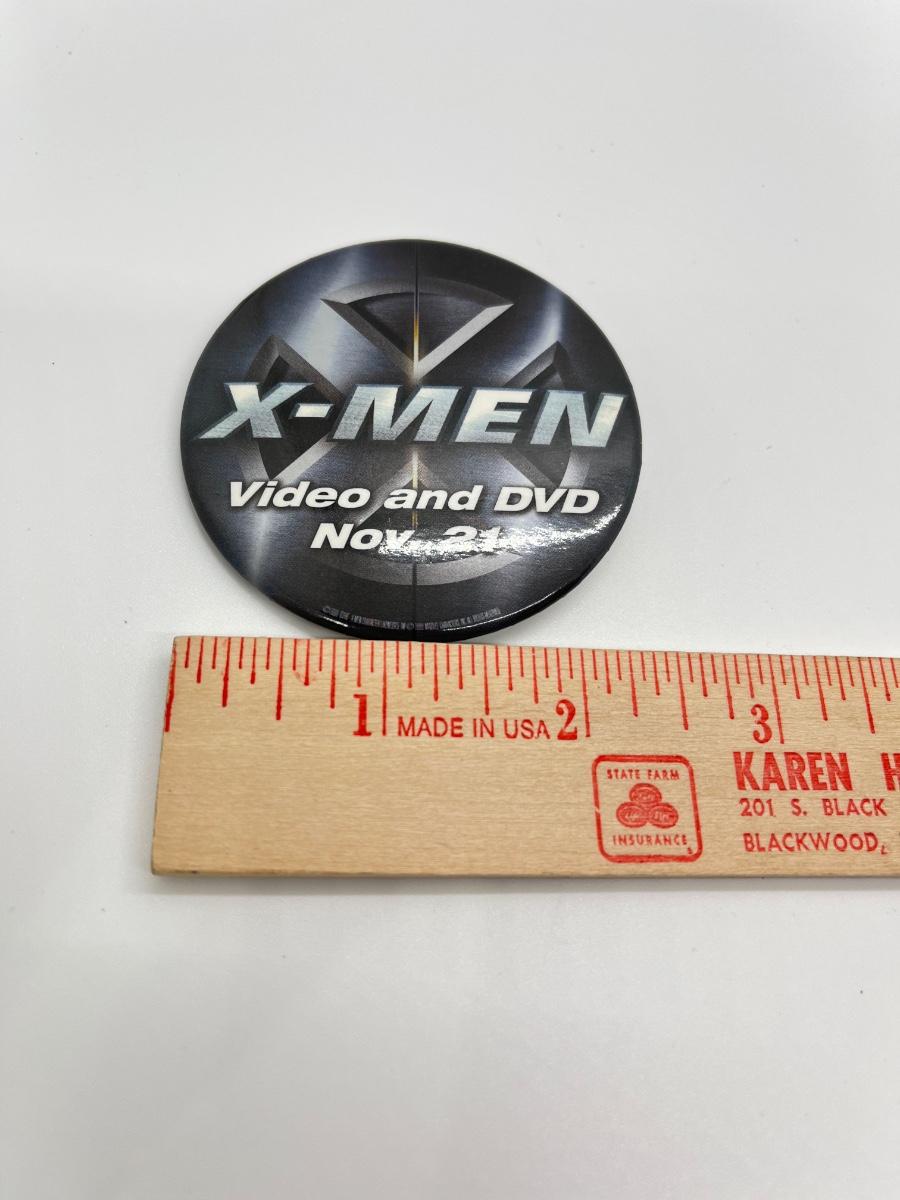 X-MEN
Video and DVD
Nov. 21
1 MADE IN USA 2 3
STATE FARM
INSURANCE
KAREN H
201 S. BLACK
BLACKWOOD,